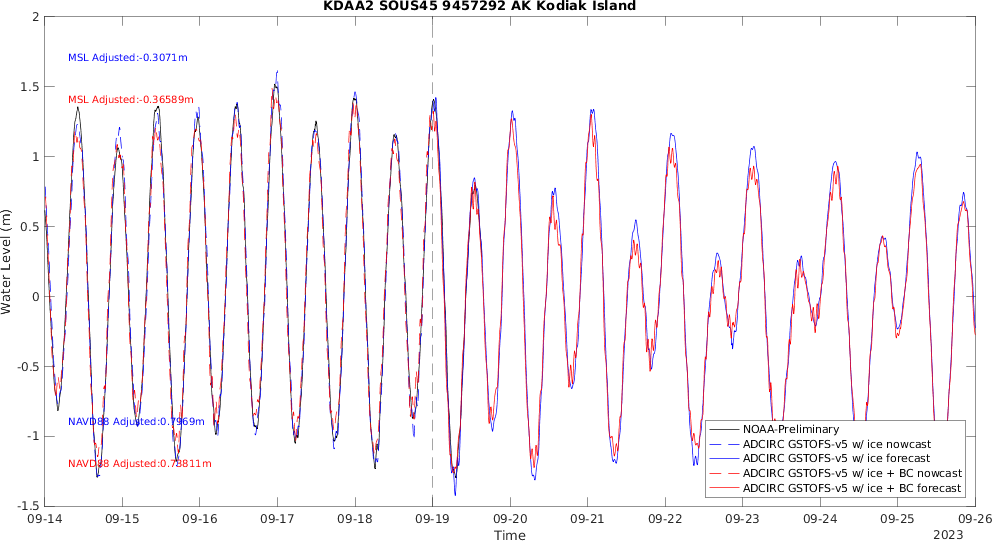 KDAA2 SOUS45 9457292 AK Kodiak Island
2
1.5
1
0.5
0
-0.5
-1
-1.5
Water Level (m)
MSL Adjusted:-0.3071m
MSL Adjusted:-0.36589m
NAVD88 Adjusted:0.7969m
NAVD88 Adjusted:0.73811m
NOAA-Preliminary
ADCIRC GSTOFS-v5 w/ ice nowcast
ADCIRC GSTOFS-v5 w/ ice forecast
ADCIRC GSTOFS-v5 w/ ice + BC nowcast
ADCIRC GSTOFS-v5 w/ ice + BC forecast
09-14 09-15 09-16 09-17 09-18 09-19 09-20 09-21 09-22 09-23 09-24 09-25 09-26
Time
2023